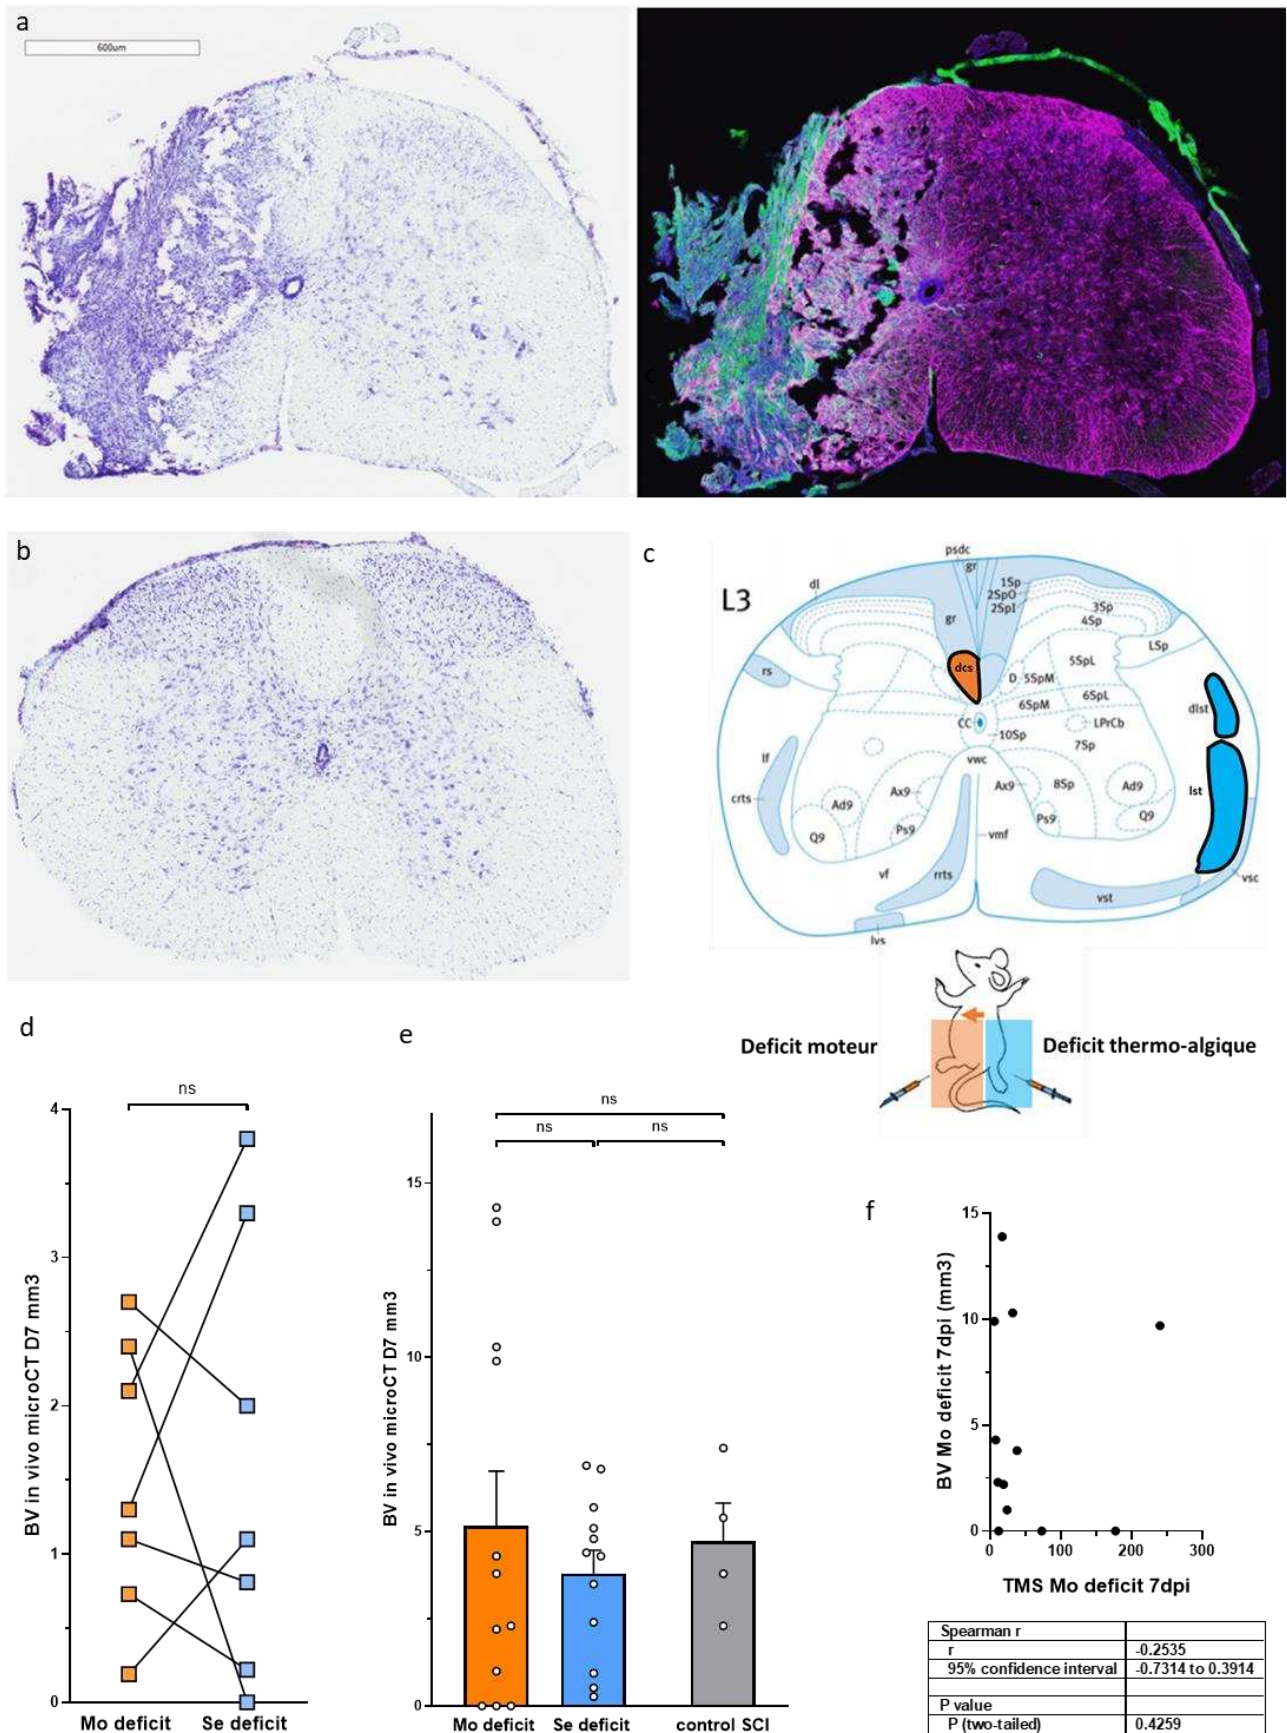 a
600um
b
c
L3
psdc
gr
dl
1Sp
2SpO
2SpI
3Sp
4Sp
gr
LSp
rs
dcs
D
5SpM
5SpL
6SpM
6SpL
dlst
CC
10Sp
LPrCb
7Sp
lf
vwc
crts
Ax9
Ax9
8Sp
Ad9
Ad9
lst
Q9
Ps9
Ps9
Q9
vmf
vf
rrts
vst
vsc
lvs
Deficit moteur
Deficit thermo-algique
d
ns
4
3
2
1
0
BV in vivo microCT D7 mm3
Mo deficit
Se deficit
e
ns
ns
ns
15
10
5
0
BV in vivo microCT D7 mm3
Mo deficit
Se deficit
control SCI
f
15
10
5
0
BV Mo deficit 7dpi (mm3)
0
100
200
300
TMS Mo deficit 7dpi
Spearman r
r -0.2535
95% confidence interval -0.7314 to 0.3914
P value
P (two-tailed) 0.4259